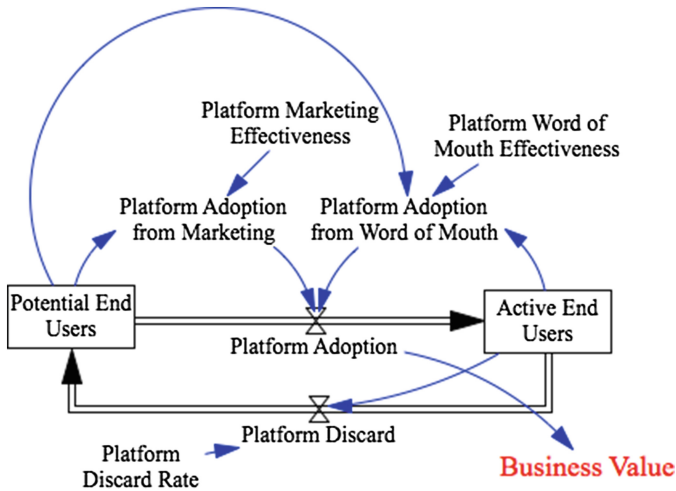 Platform Marketing
Effectiveness
Platform Word of
Mouth Effectiveness
Platform Adoption
from Marketing
Platform Adoption
from Word of Mouth
Potential End
Users
Active End
Users
Platform Adoption
Platform Discard
Platform
Discard Rate
Business Value